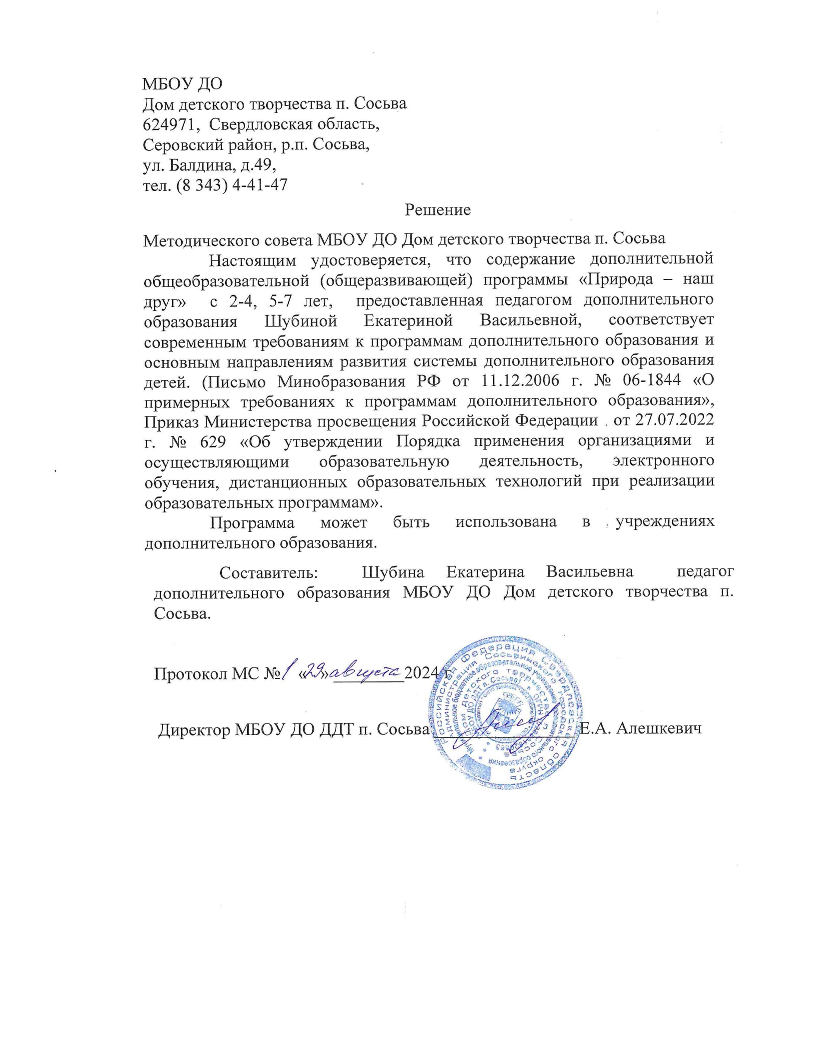 МБОУ ДО
Дом детского творчества п. Сосьва
624971, Свердловская область,
Серовский район, р.п. Сосьва,
ул. Балдина, д.49,
тел. (8 343) 4-41-47
Решение
Методического совета МБОУ ДО Дом детского творчества п. Сосьва
Настоящим удостоверяется, что содержание дополнительной
общеобразовательной (общеразвивающей) программы «Природа – наш
друг» с 2-4, 5-7 лет, предоставленная педагогом дополнительного
образования Шубиной Екатериной Васильевной, соответствует
современным требованиям к программам дополнительного образования и
основным направлениям развития системы дополнительного образования
детей. (Письмо Минобразования РФ от 11.12.2006 г. № 06-1844 «О
примерных требованиях к программам дополнительного образования»,
Приказ Министерства просвещения Российской Федерации от 27.07.2022
г. № 629 «Об утверждении Порядка применения организациями и
осуществляющими образовательную деятельность, электронного
обучения, дистанционных образовательных технологий при реализации
образовательных программам».
Программа может быть использована в учреждениях
дополнительного образования.
Составитель: Шубина Екатерина Васильевна педагог
дополнительного образования МБОУ ДО Дом детского творчества п.
Сосьва.
Протокол МС № 1 «29» августа 2024 г.
Директор МБОУ ДО ДДТ п. Сосьва Е.А. Алешкевич